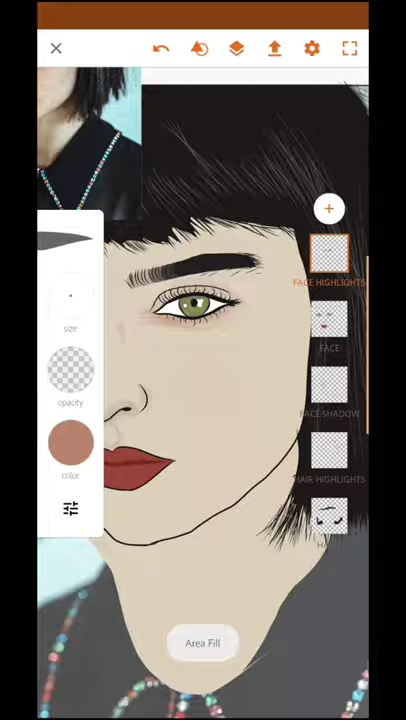 size
opacity
color
FACE HIGHLIGHTS
FACE
FACE SHADOW
HAIR HIGHLIGHTS
Area Fill